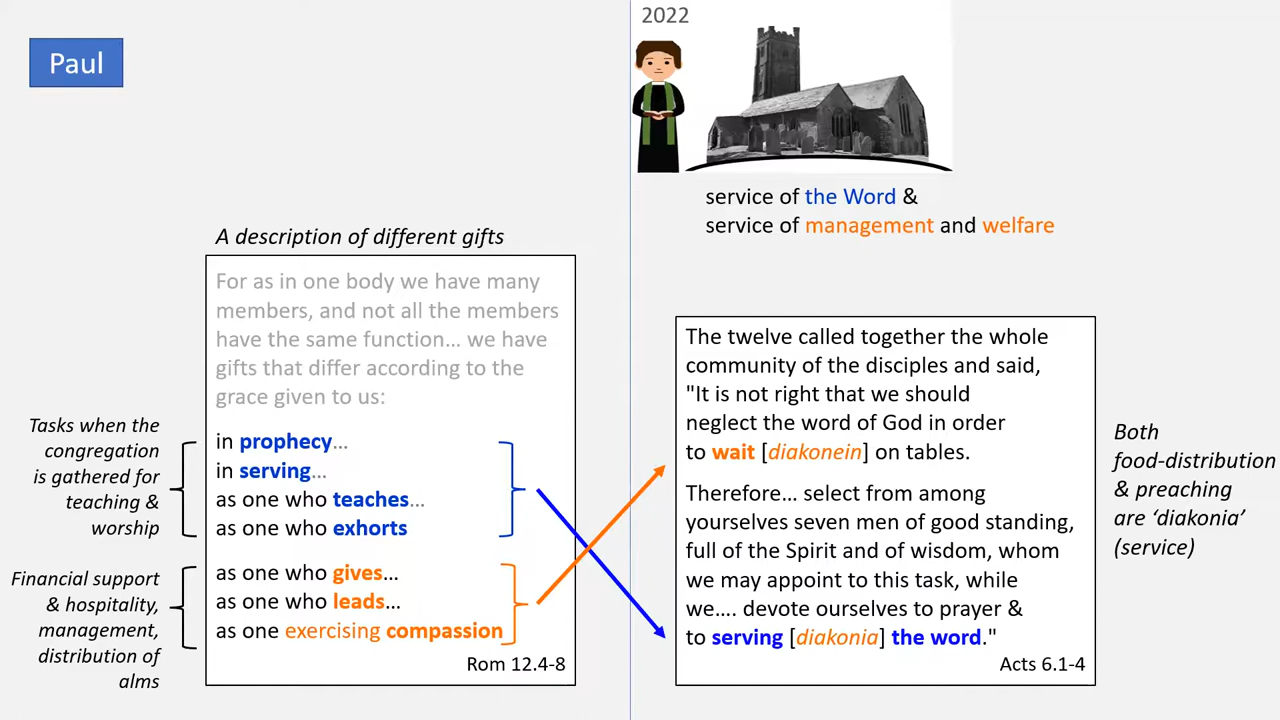 Paul
2022
service of the Word &
service of management and welfare
A description of different gifts
For as in one body we have many
members, and not all the members
have the same function... we have
gifts that differ according to the
grace given to us:
Tasks when the
congregation
is gathered for
teaching &
worship
in prophecy...
in serving...
as one who teaches...
as one who exhorts
Financial support
& hospitality,
management,
distribution of
alms
as one who gives...
as one who leads...
as one exercising compassion
Rom 12.4-8
The twelve called together the whole
community of the disciples and said,
"It is not right that we should
neglect the word of God in order
to wait [diakonein] on tables.
Therefore... select from among
yourselves seven men of good standing,
full of the Spirit and of wisdom, whom
we may appoint to this task, while
we.... devote ourselves to prayer &
to serving [diakonia] the word."
Acts 6.1-4
Both
food-distribution
& preaching
are ‘diakonia’
(service)